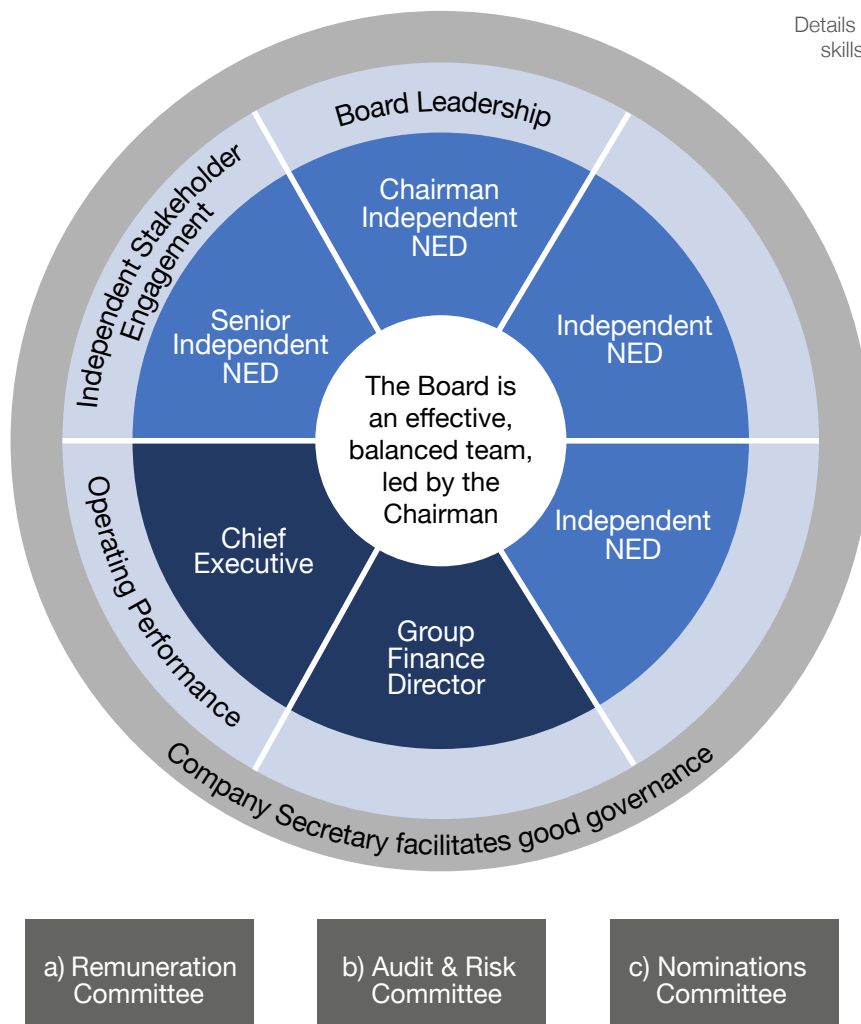 Details
skills
Board Leadership
Independent Stakeholder
Engagement
Chairman
Independent
NED
Senior
Independent
NED
Independent
NED
The Board is
an effective,
balanced team,
led by the
Chairman
Independent
NED
Chief
Executive
Operating Performance
Group
Finance
Director
Company Secretary facilitates good governance
a) Remuneration
Committee
b) Audit & Risk
Committee
c) Nominations
Committee